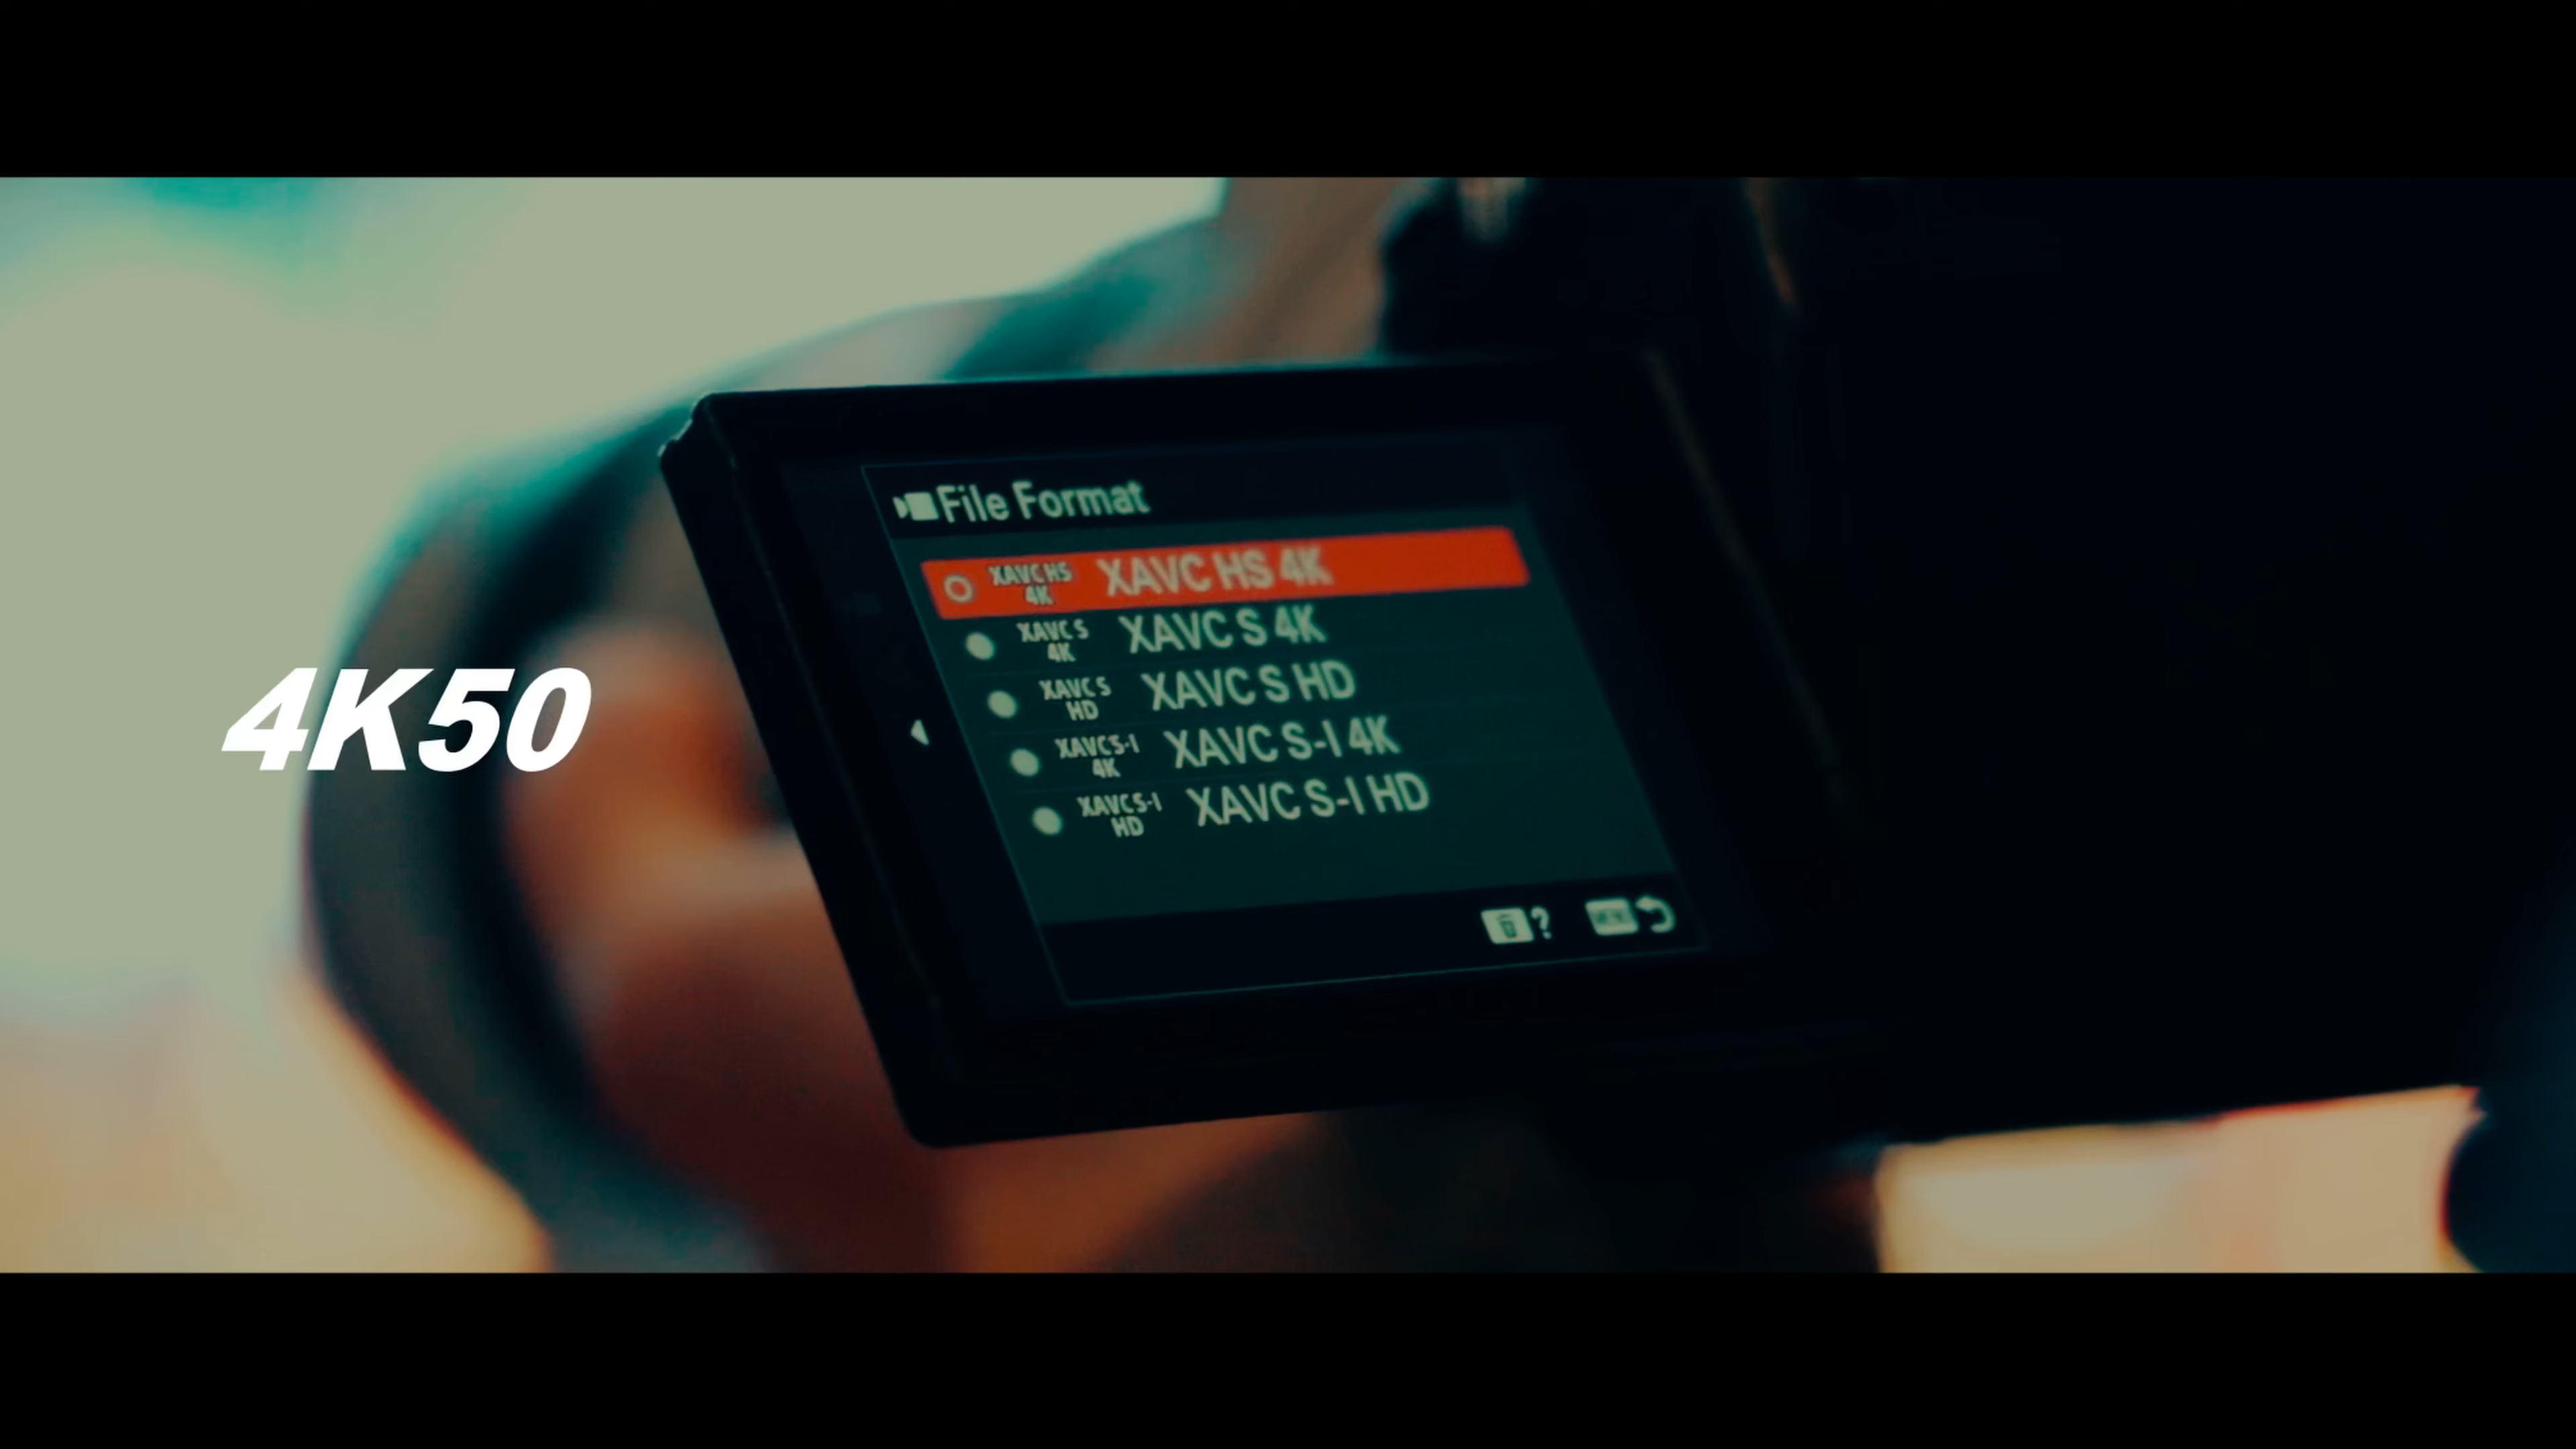 File Format
XAVC HS 4K XAVC HS 4K
XAVC S 4K XAVC S 4K
4K50
XAVC S HD XAVC S HD
XAVC S-I 4K XAVC S-I 4K
XAVC S-I HD XAVC S-I HD
?